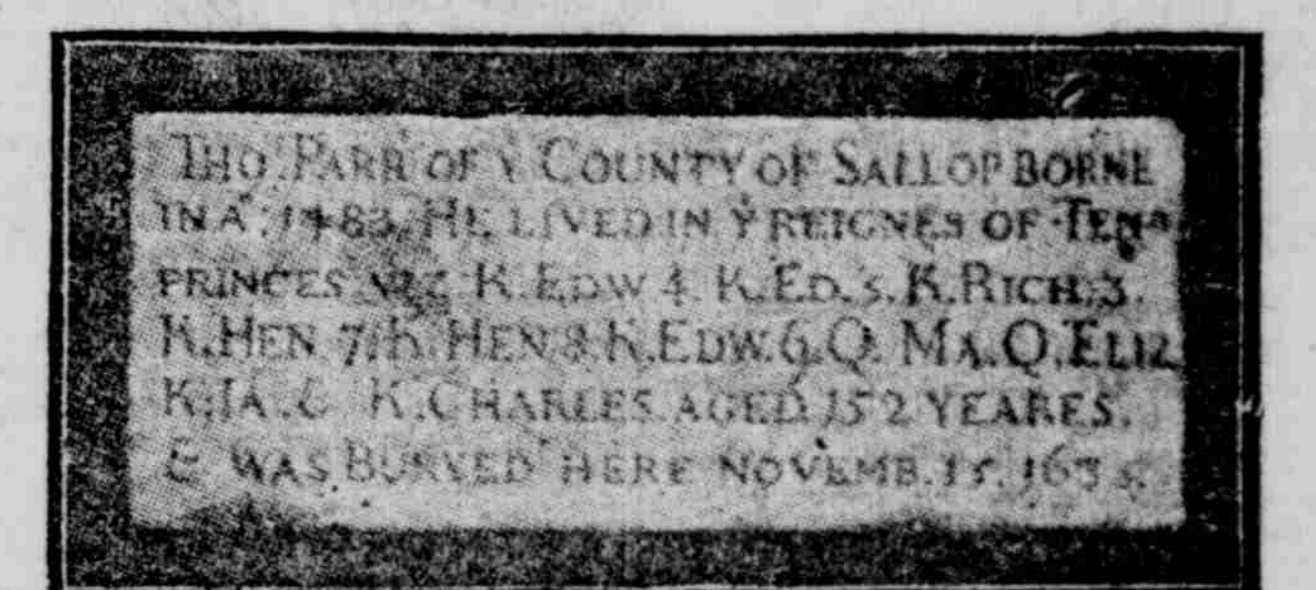 THO: PARR OF Y COUNTY OF SALLOP BORNE
IN A: 1483. HE LIVED IN Y REIGNES OF TEN
PRINCES VIZ. K. EDW. 4. K. ED. 5. K. RICH. 3.
K. HEN. 7. K. HEN. 8. K. EDW. 6. Q. MA. Q. ELIZ
K. IA. & K. CHARLES. AGED. 152 YEARES.
& WAS BURYED HERE NOVEMB. 15. 1635.